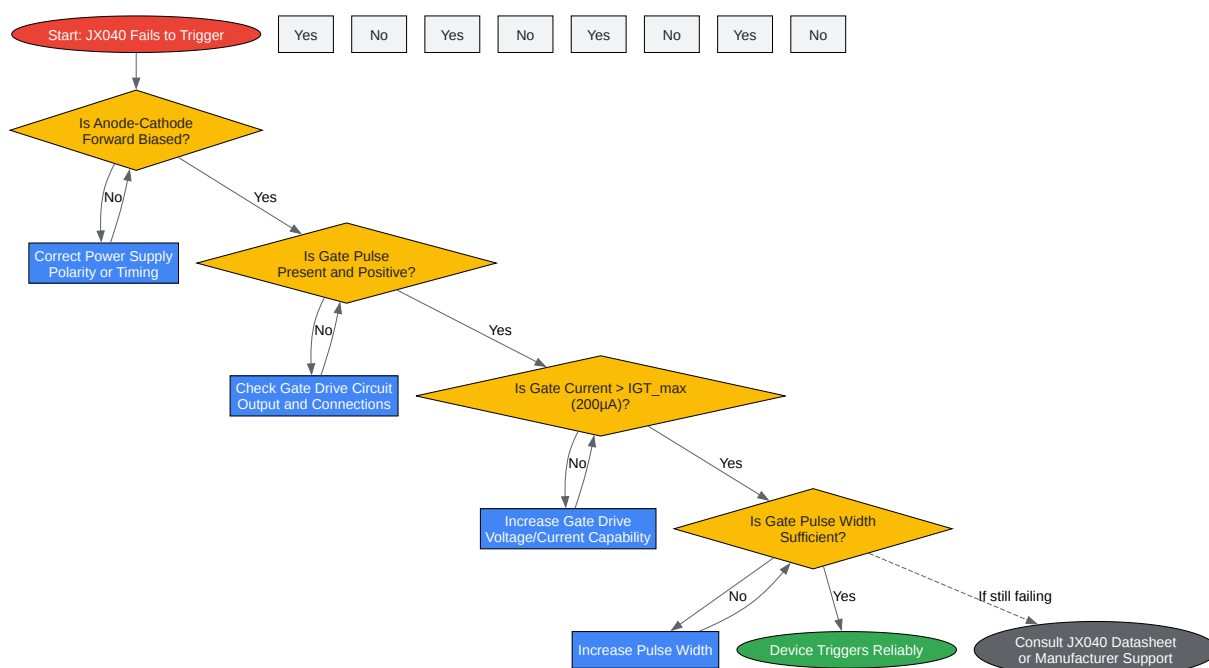 Start: JX040 Fails to Trigger
Yes
No
Yes
No
Yes
No
Yes
No
Is Anode-Cathode
Forward Biased?
No
Yes
Correct Power Supply
Polarity or Timing
Is Gate Pulse
Present and Positive?
No
Yes
Check Gate Drive Circuit
Output and Connections
Is Gate Current > IGT_max
(200µA)?
No
Yes
Increase Gate Drive
Voltage/Current Capability
Is Gate Pulse Width
Sufficient?
No
Yes
If still failing
Increase Pulse Width
Device Triggers Reliably
Consult JX040 Datasheet
or Manufacturer Support